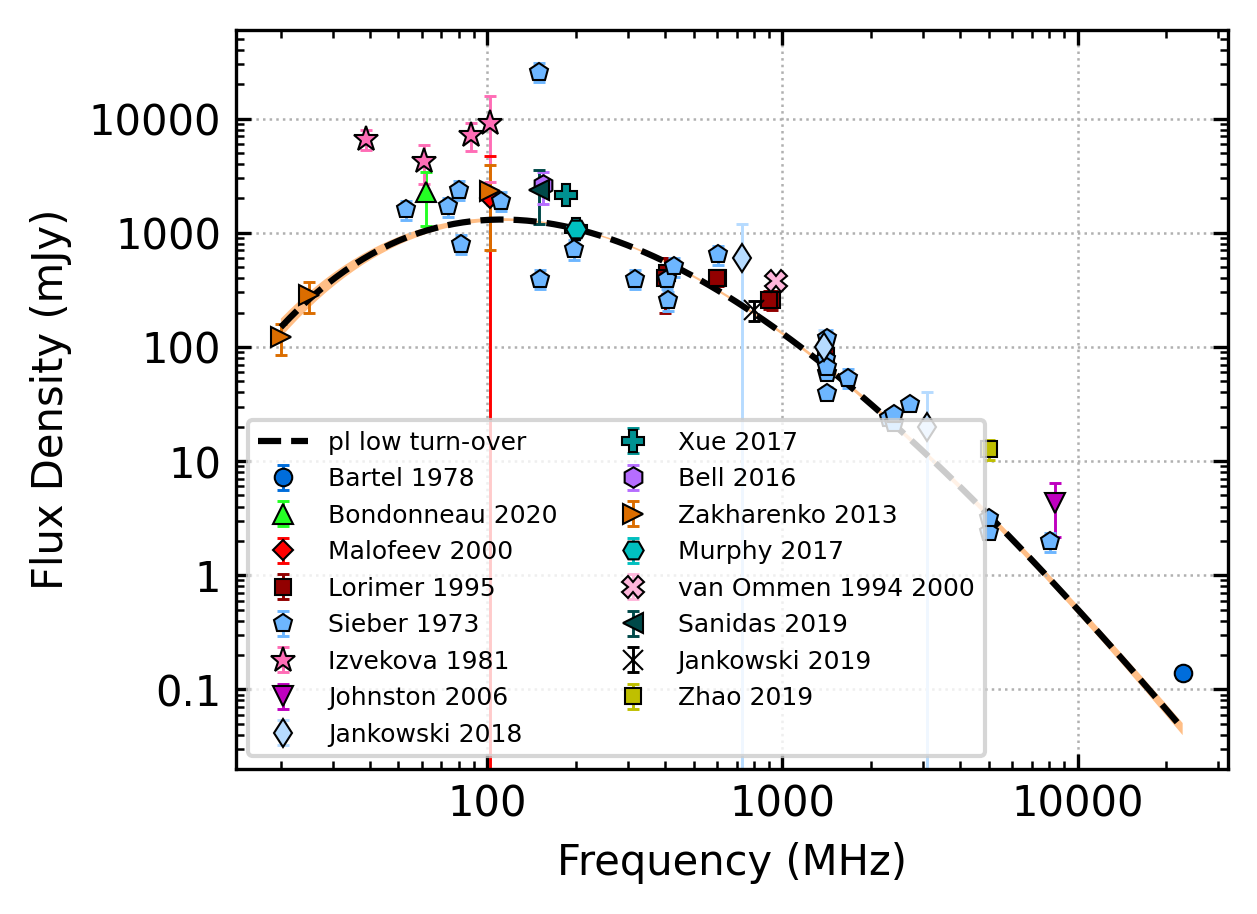 10000
1000
100
10
1
0.1
Flux Density (mJy)
pl low turn-over
Bartel 1978
Bondonneau 2020
Malofeev 2000
Lorimer 1995
Sieber 1973
Izvekova 1981
Johnston 2006
Jankowski 2018
Xue 2017
Bell 2016
Zakharenko 2013
Murphy 2017
van Ommen 1994 2000
Sanidas 2019
Jankowski 2019
Zhao 2019
100 1000 10000
Frequency (MHz)